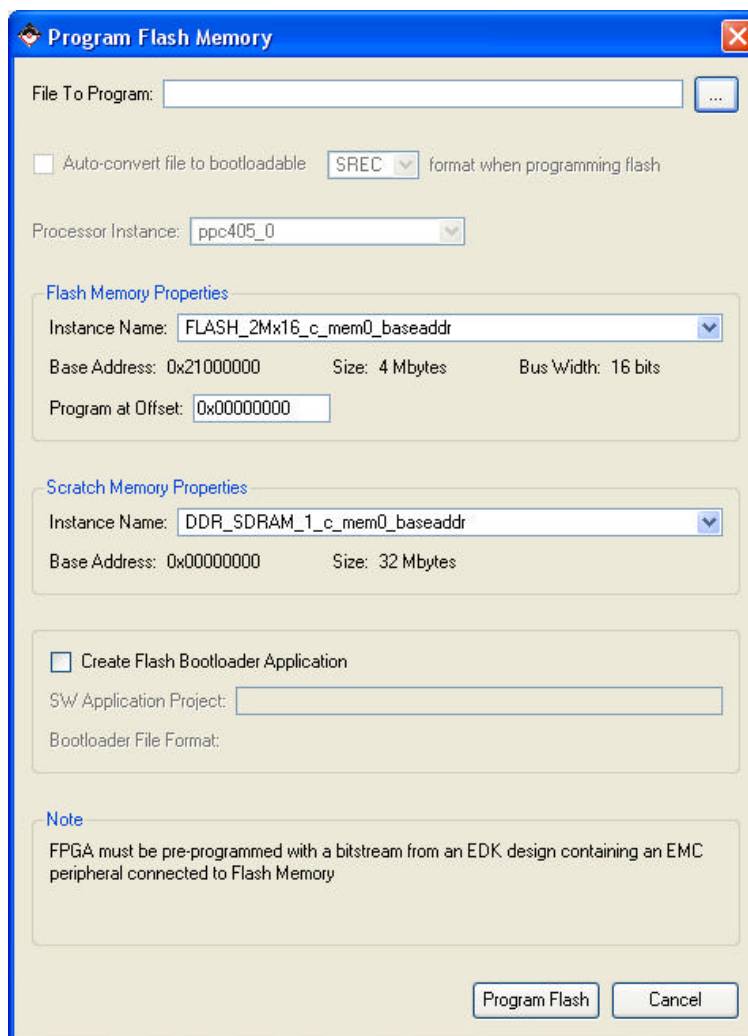 Program Flash Memory
File To Program:
...
Auto-convert file to bootloadable SREC format when programming flash
Processor Instance: ppc405_0
Flash Memory Properties
Instance Name: FLASH_2Mx16_c_mem0_baseaddr
Base Address: 0x21000000 Size: 4 Mbytes Bus Width: 16 bits
Program at Offset: 0x00000000
Scratch Memory Properties
Instance Name: DDR_SDRAM_1_c_mem0_baseaddr
Base Address: 0x00000000 Size: 32 Mbytes
Create Flash Bootloader Application
SW Application Project:
Bootloader File Format:
Note
FPGA must be pre-programmed with a bitstream from an EDK design containing an EMC
peripheral connected to Flash Memory
Program Flash Cancel